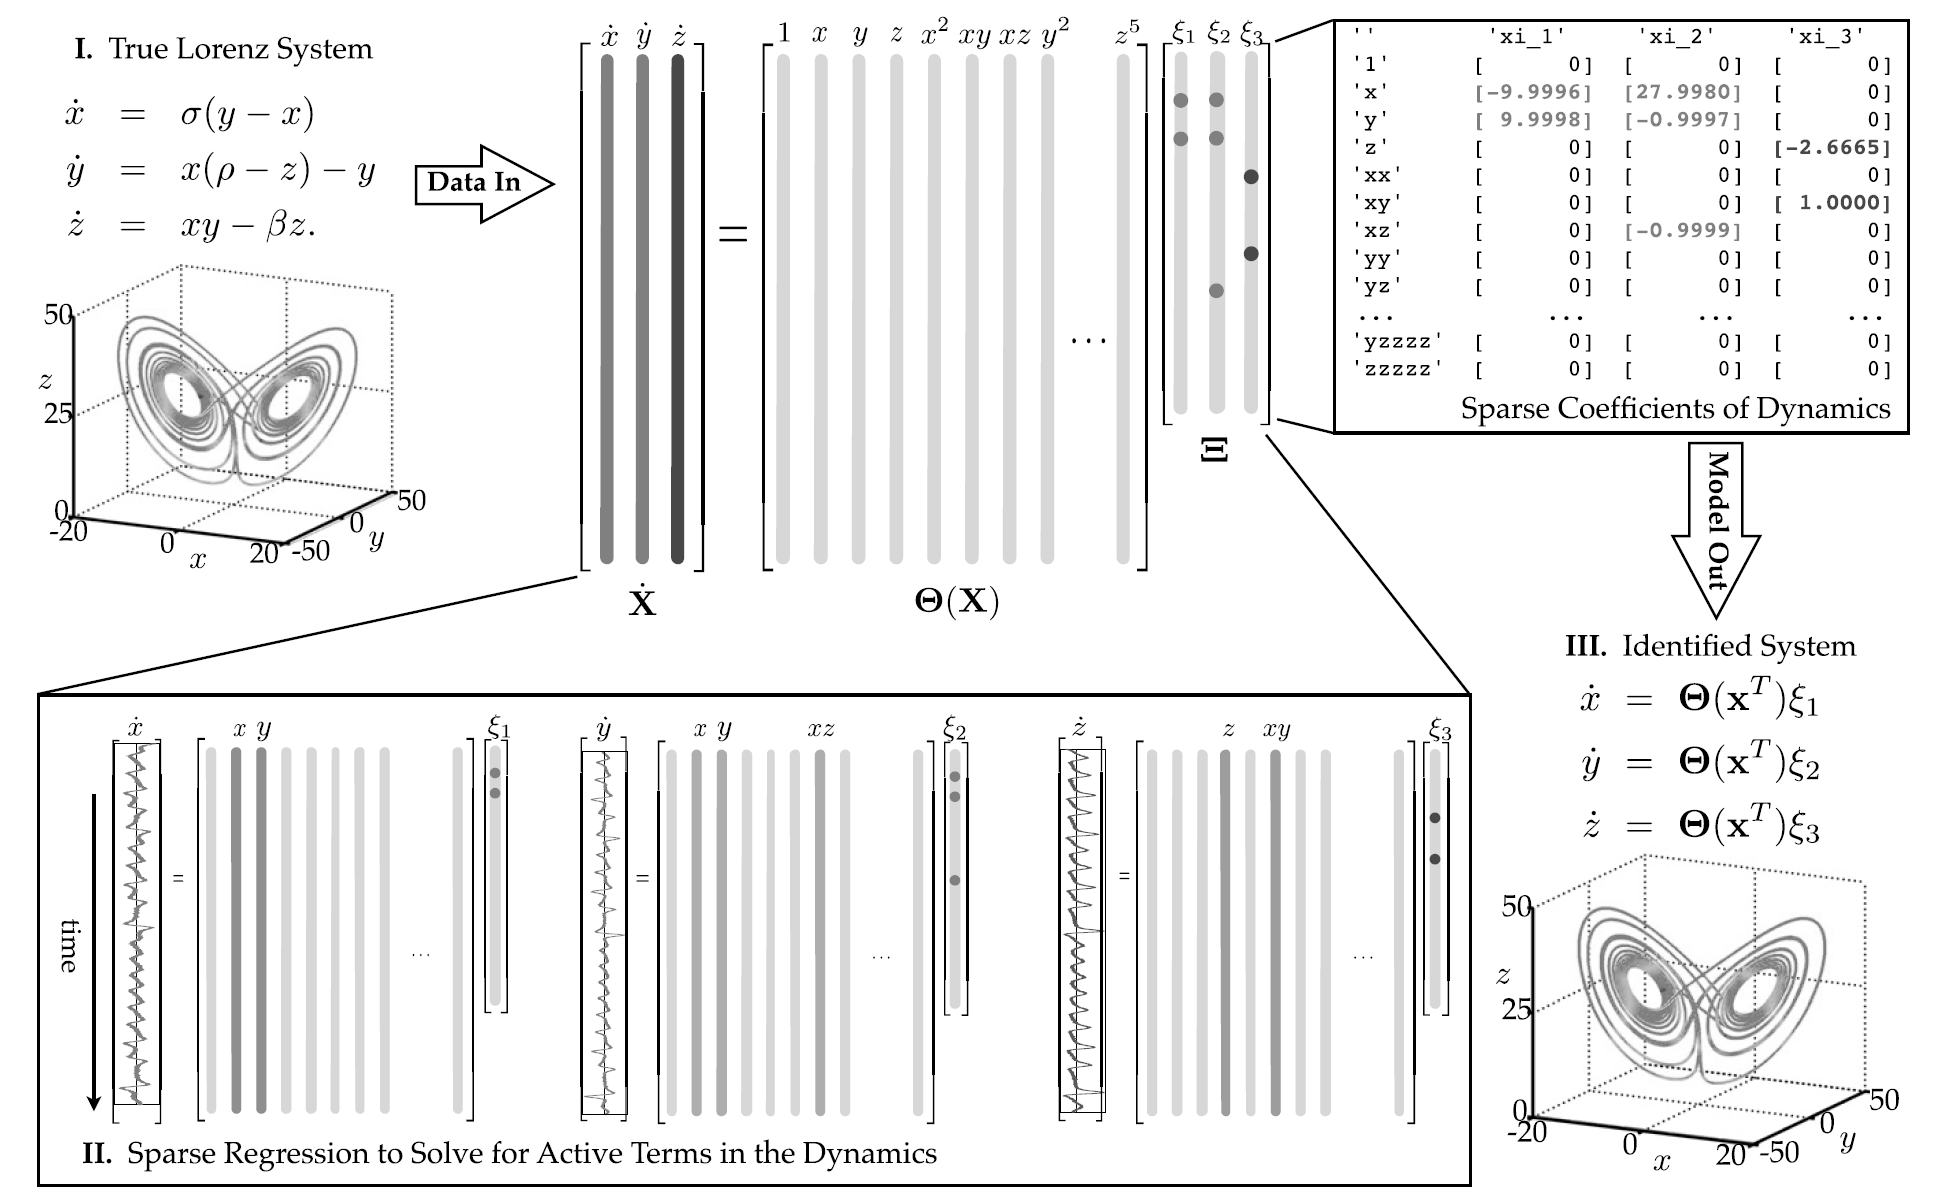 I. True Lorenz System
ẋ = σ(y − x)
ẏ = x(ρ − z) − y
ż = xy − βz.
Data In
50
25
0
z
-20
0
20
x
-50
0
50
y
ẋ ẏ ż
Ẋ
=
1 x y z x² xy xz y² z⁵
...
Θ(X)
ξ₁ ξ₂ ξ₃
Ξ
'' 'xi_1' 'xi_2' 'xi_3'
'1' [ 0] [ 0] [ 0]
'x' [-9.9996] [27.9980] [ 0]
'y' [ 9.9998] [-0.9997] [ 0]
'z' [ 0] [ 0] [-2.6665]
'xx' [ 0] [ 0] [ 0]
'xy' [ 0] [ 0] [ 1.0000]
'xz' [ 0] [-0.9999] [ 0]
'yy' [ 0] [ 0] [ 0]
'yz' [ 0] [ 0] [ 0]
... ... ... ...
'yzzzz' [ 0] [ 0] [ 0]
'zzzzz' [ 0] [ 0] [ 0]
Sparse Coefficients of Dynamics
Model Out
time
ẋ = x y ... ξ₁
ẏ = x y xz ... ξ₂
ż = z xy ... ξ₃
II. Sparse Regression to Solve for Active Terms in the Dynamics
III. Identified System
ẋ = Θ(xᵀ)ξ₁
ẏ = Θ(xᵀ)ξ₂
ż = Θ(xᵀ)ξ₃
50
25
0
z
-20
0
20
x
-50
0
50
y